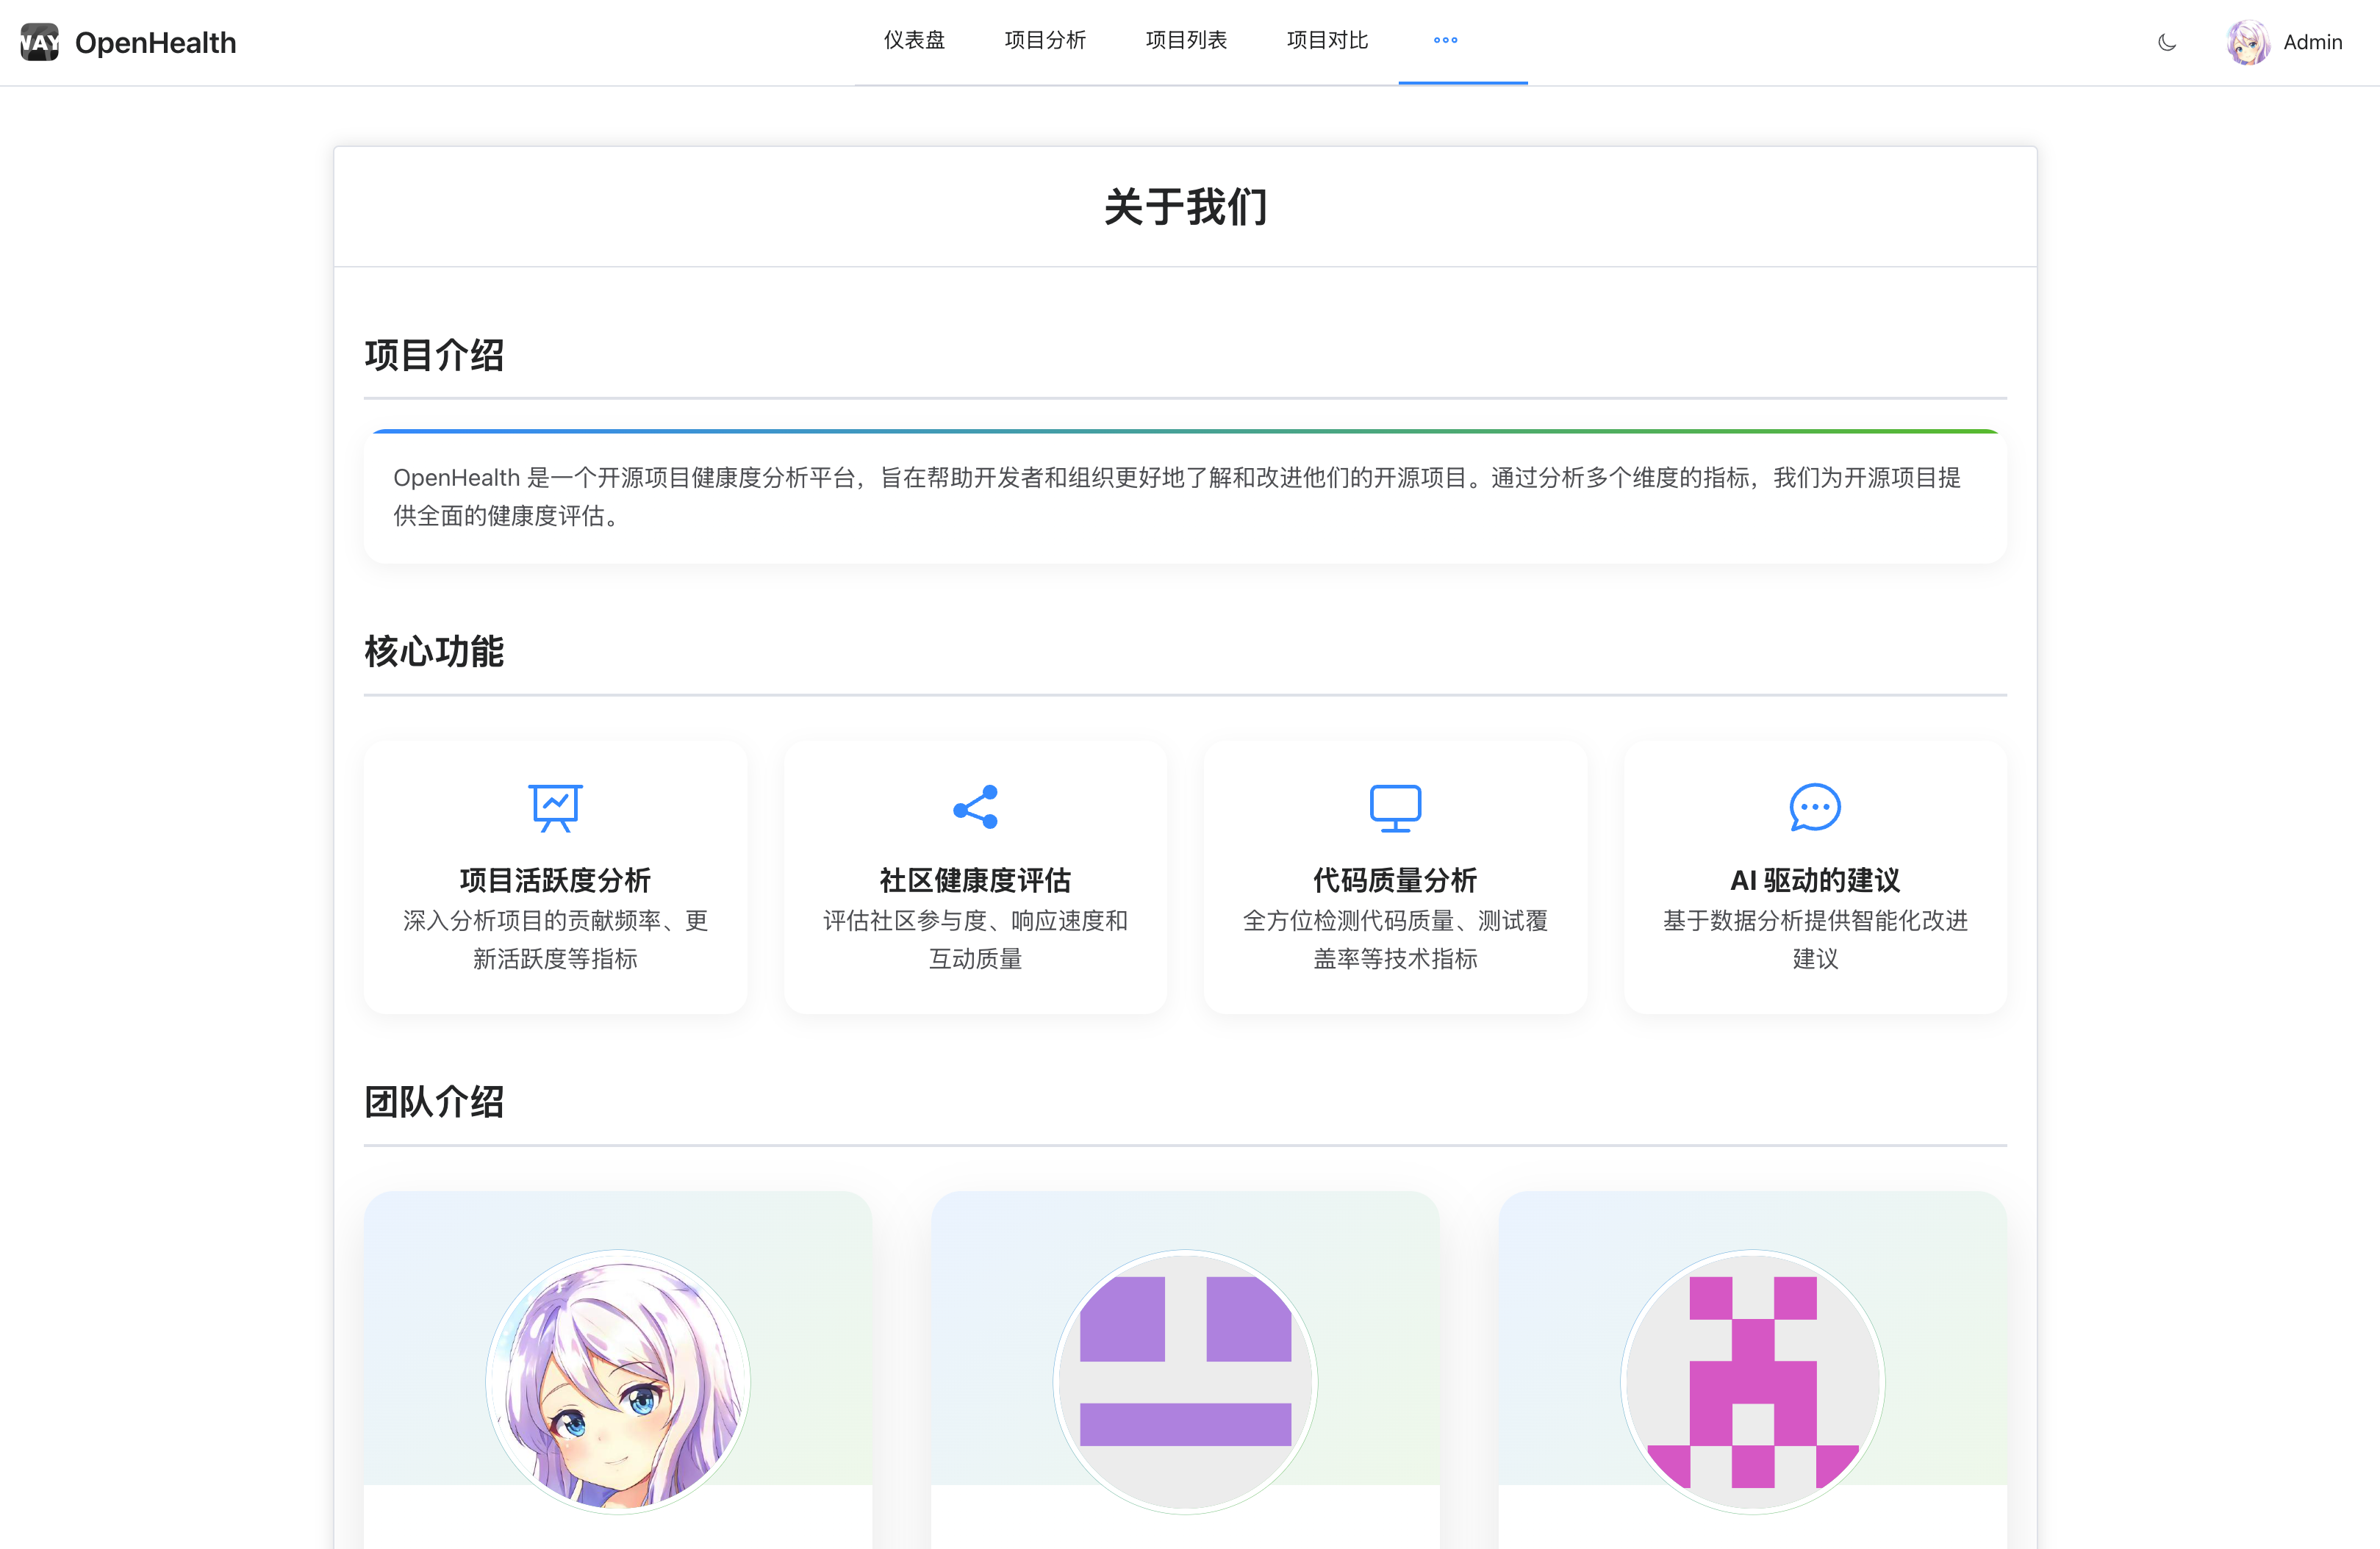 WAY OpenHealth 仪表盘 项目分析 项目列表 项目对比 Admin
关于我们
项目介绍
OpenHealth 是一个开源项目健康度分析平台，旨在帮助开发者和组织更好地了解和改进他们的开源项目。通过分析多个维度的指标，我们为开源项目提
供全面的健康度评估。
核心功能
项目活跃度分析
深入分析项目的贡献频率、更
新活跃度等指标
社区健康度评估
评估社区参与度、响应速度和
互动质量
代码质量分析
全方位检测代码质量、测试覆
盖率等技术指标
AI 驱动的建议
基于数据分析提供智能化改进
建议
团队介绍